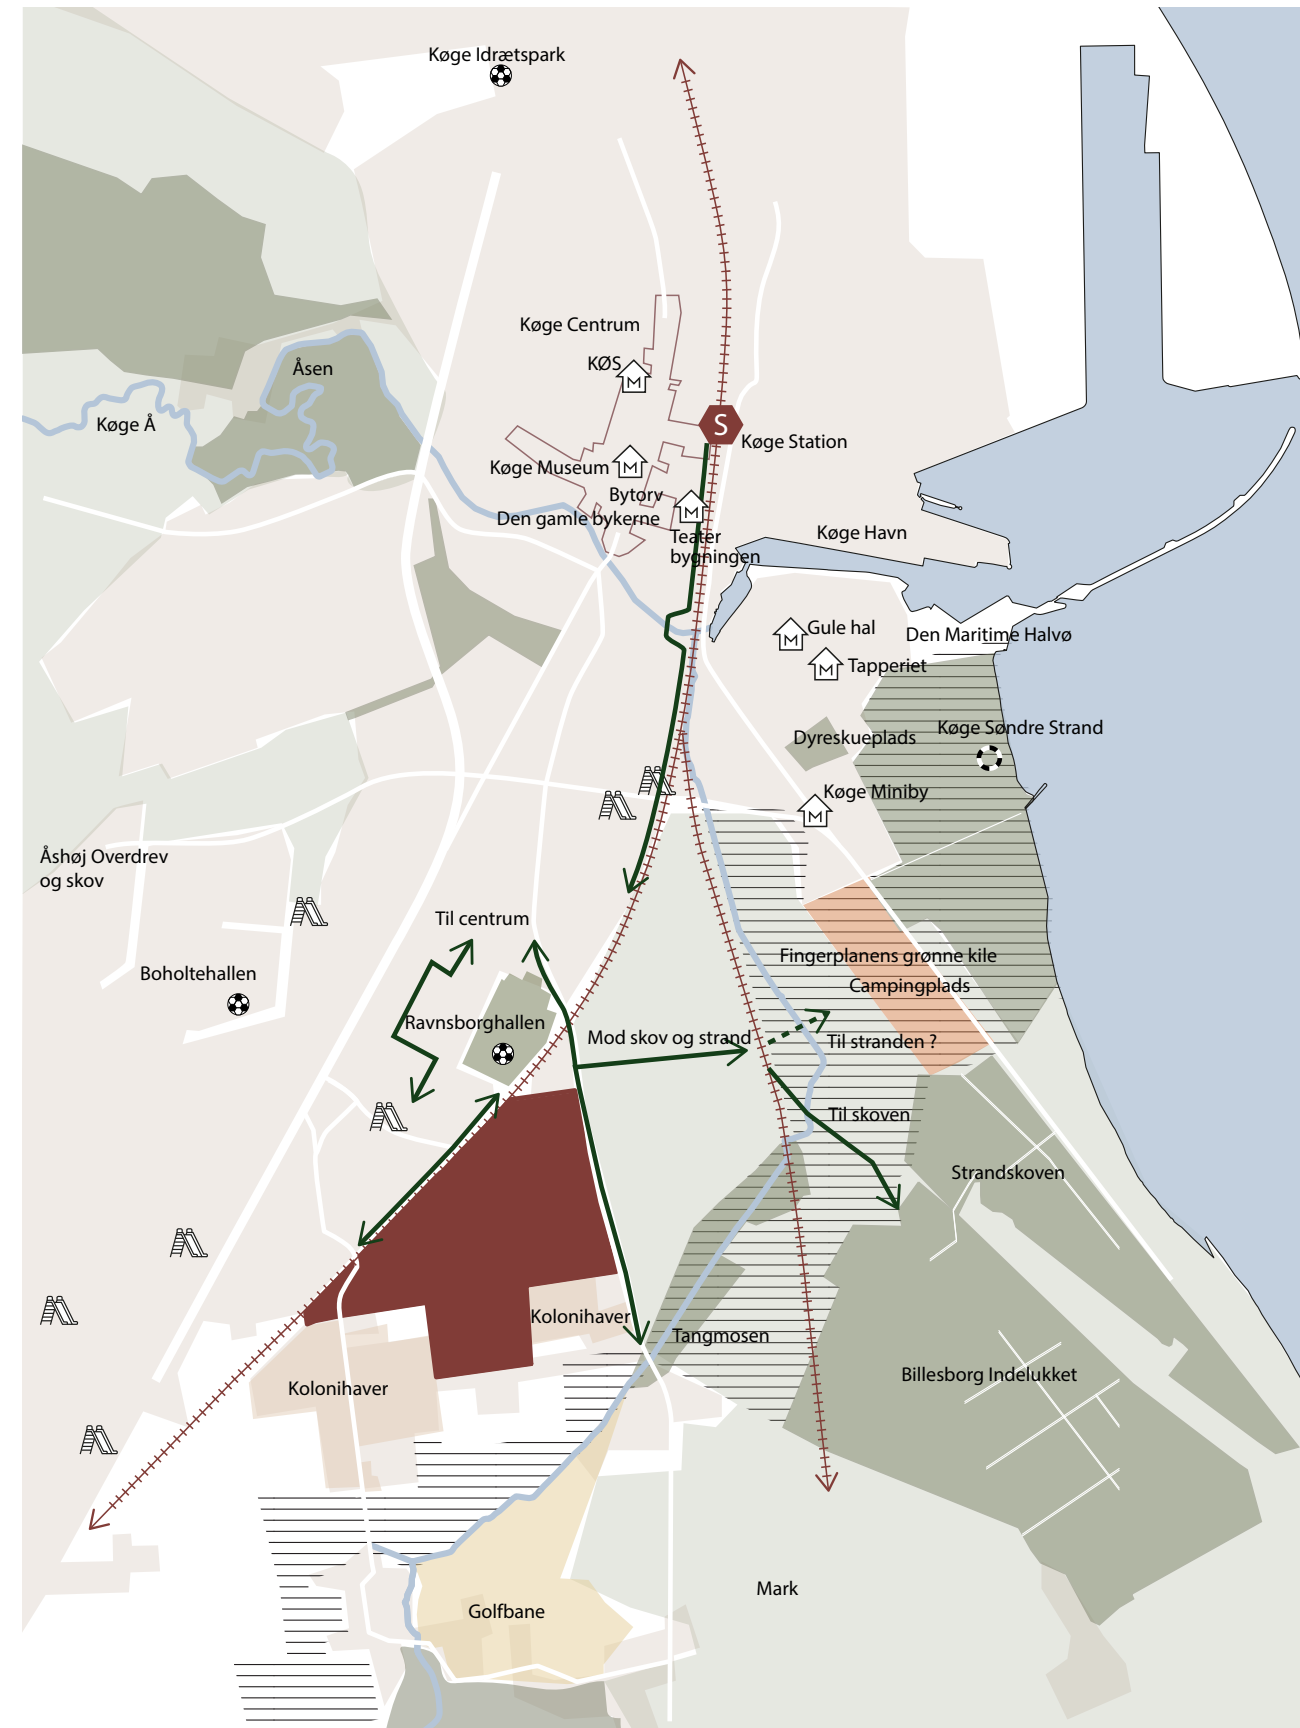 Køge Idrætspark
Køge Centrum
KØS
M
Åsen
Køge Å
S
Køge Station
Køge Museum
M
Bytorv
M
Den gamle bykerne
Teater
bygningen
Køge Havn
Gule hal
M
Den Maritime Halvø
Tapperiet
M
Køge Søndre Strand
Dyreskueplads
Køge Miniby
M
Åshøj Overdrev
og skov
Til centrum
Fingerplanens grønne kile
Boholtehallen
Campingplads
Ravnsborghallen
Mod skov og strand
Til stranden ?
Til skoven
Strandskoven
Kolonihaver
Tangmosen
Billesborg Indelukket
Kolonihaver
Mark
Golfbane